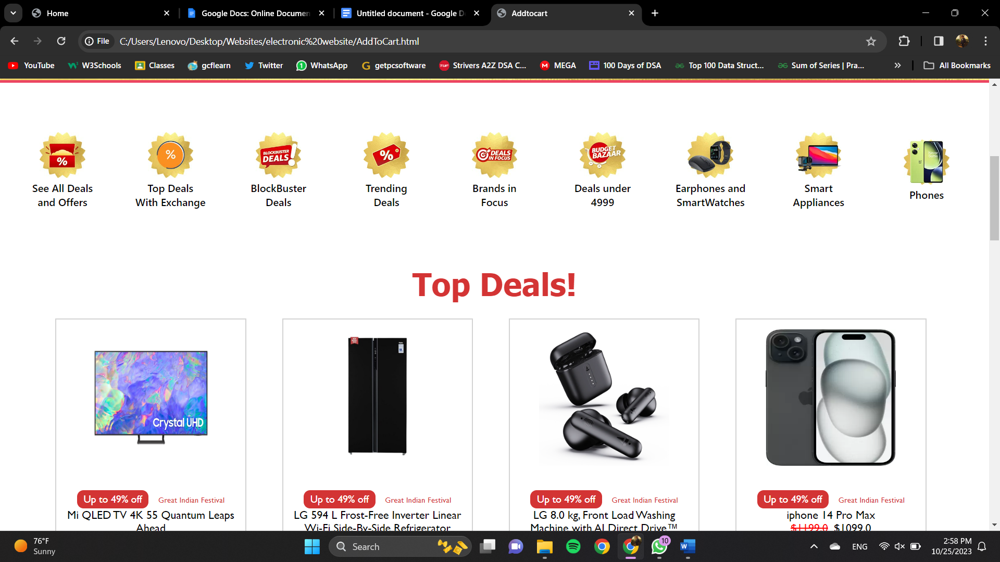 Home
Google Docs: Online Documen
Untitled document - Google D
Addtocart
File
C:/Users/Lenovo/Desktop/Websites/electronic%20website/AddToCart.html
YouTube
W3Schools
Classes
gcflearn
Twitter
WhatsApp
getpcsoftware
Strivers A2Z DSA C...
MEGA
100 Days of DSA
Top 100 Data Struct...
Sum of Series | Pra...
All Bookmarks
%
See All Deals
and Offers
%
Top Deals
With Exchange
BLOCKBUSTER
DEALS!
BlockBuster
Deals
%
Trending
Deals
DEALS
IN FOCUS
Brands in
Focus
BUDGET
BAZAAR
Deals under
4999
Earphones and
SmartWatches
Smart
Appliances
Never
Settle
Phones
Top Deals!
Crystal UHD
Up to 49% off
Great Indian Festival
Mi QLED TV 4K 55 Quantum Leaps
Ahead
Up to 49% off
Great Indian Festival
LG 594 L Frost-Free Inverter Linear
Wi-Fi Side-By-Side Refrigerator
Up to 49% off
Great Indian Festival
LG 8.0 kg, Front Load Washing
Machine with AI Direct Drive™
Up to 49% off
Great Indian Festival
iphone 14 Pro Max
$1199.0 $1099.0
76°F
Sunny
Search
10
ENG
2:58 PM
10/25/2023